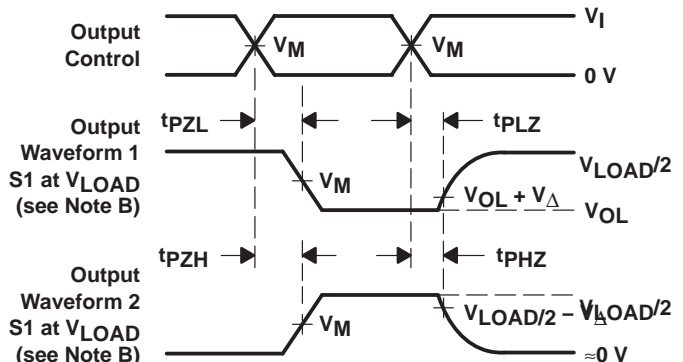 V_I
Output
Control
V_M
V_M
0 V
t_PZL
t_PLZ
Output
Waveform 1
S1 at V_LOAD
(see Note B)
V_LOAD/2
V_M
V_OL + V_Δ
V_OL
t_PZH
t_PHZ
Output
Waveform 2
S1 at V_LOAD
(see Note B)
V_M
V_LOAD/2 − V_Δ
V_LOAD/2
≈0 V